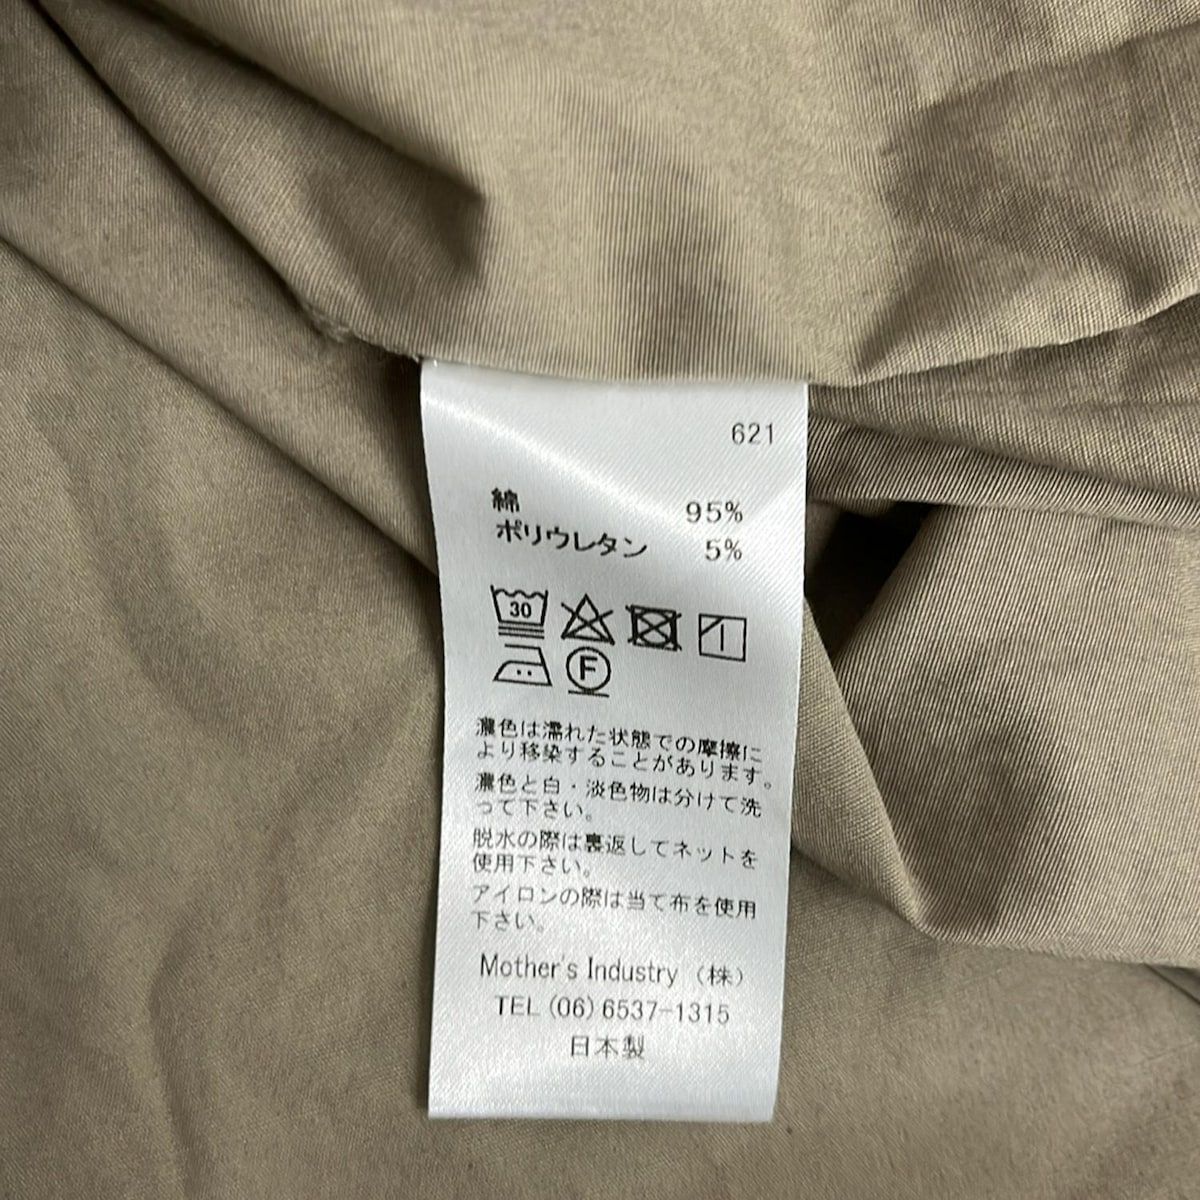 621
綿 95%
ポリウレタン 5%
30
F
濃色は濡れた状態での摩擦に
より移染することがあります。
濃色と白・淡色物は分けて洗
って下さい。
脱水の際は裏返してネットを
使用下さい。
アイロンの際は当て布を使用
下さい。
Mother's Industry （株）
TEL (06) 6537-1315
日本製